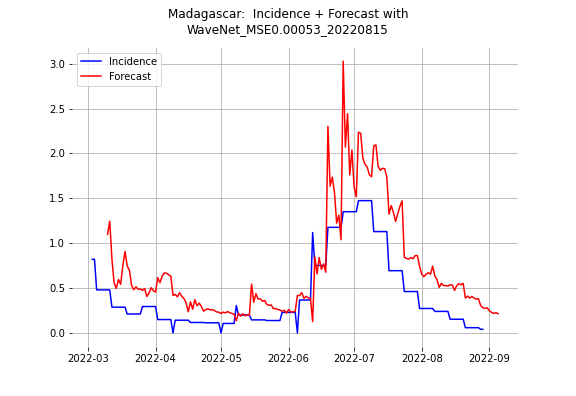 Madagascar:  Incidence + Forecast with
WaveNet_MSE0.00053_20220815
Incidence
Forecast
3.0
2.5
2.0
1.5
1.0
0.5
0.0
2022-03 2022-04 2022-05 2022-06 2022-07 2022-08 2022-09